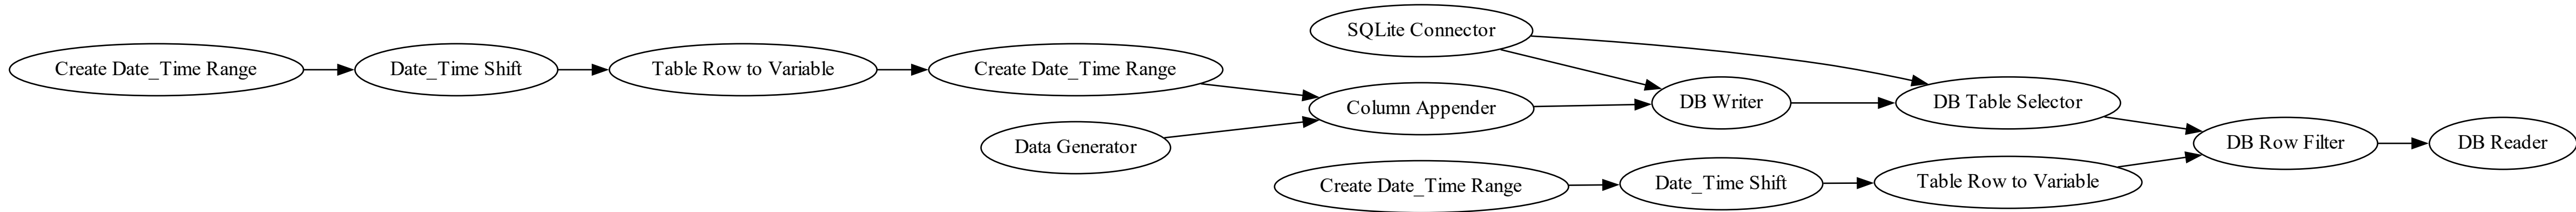 SQLite Connector
Create Date_Time Range
Date_Time Shift
Table Row to Variable
Create Date_Time Range
Column Appender
DB Writer
DB Table Selector
Data Generator
DB Row Filter
DB Reader
Create Date_Time Range
Date_Time Shift
Table Row to Variable